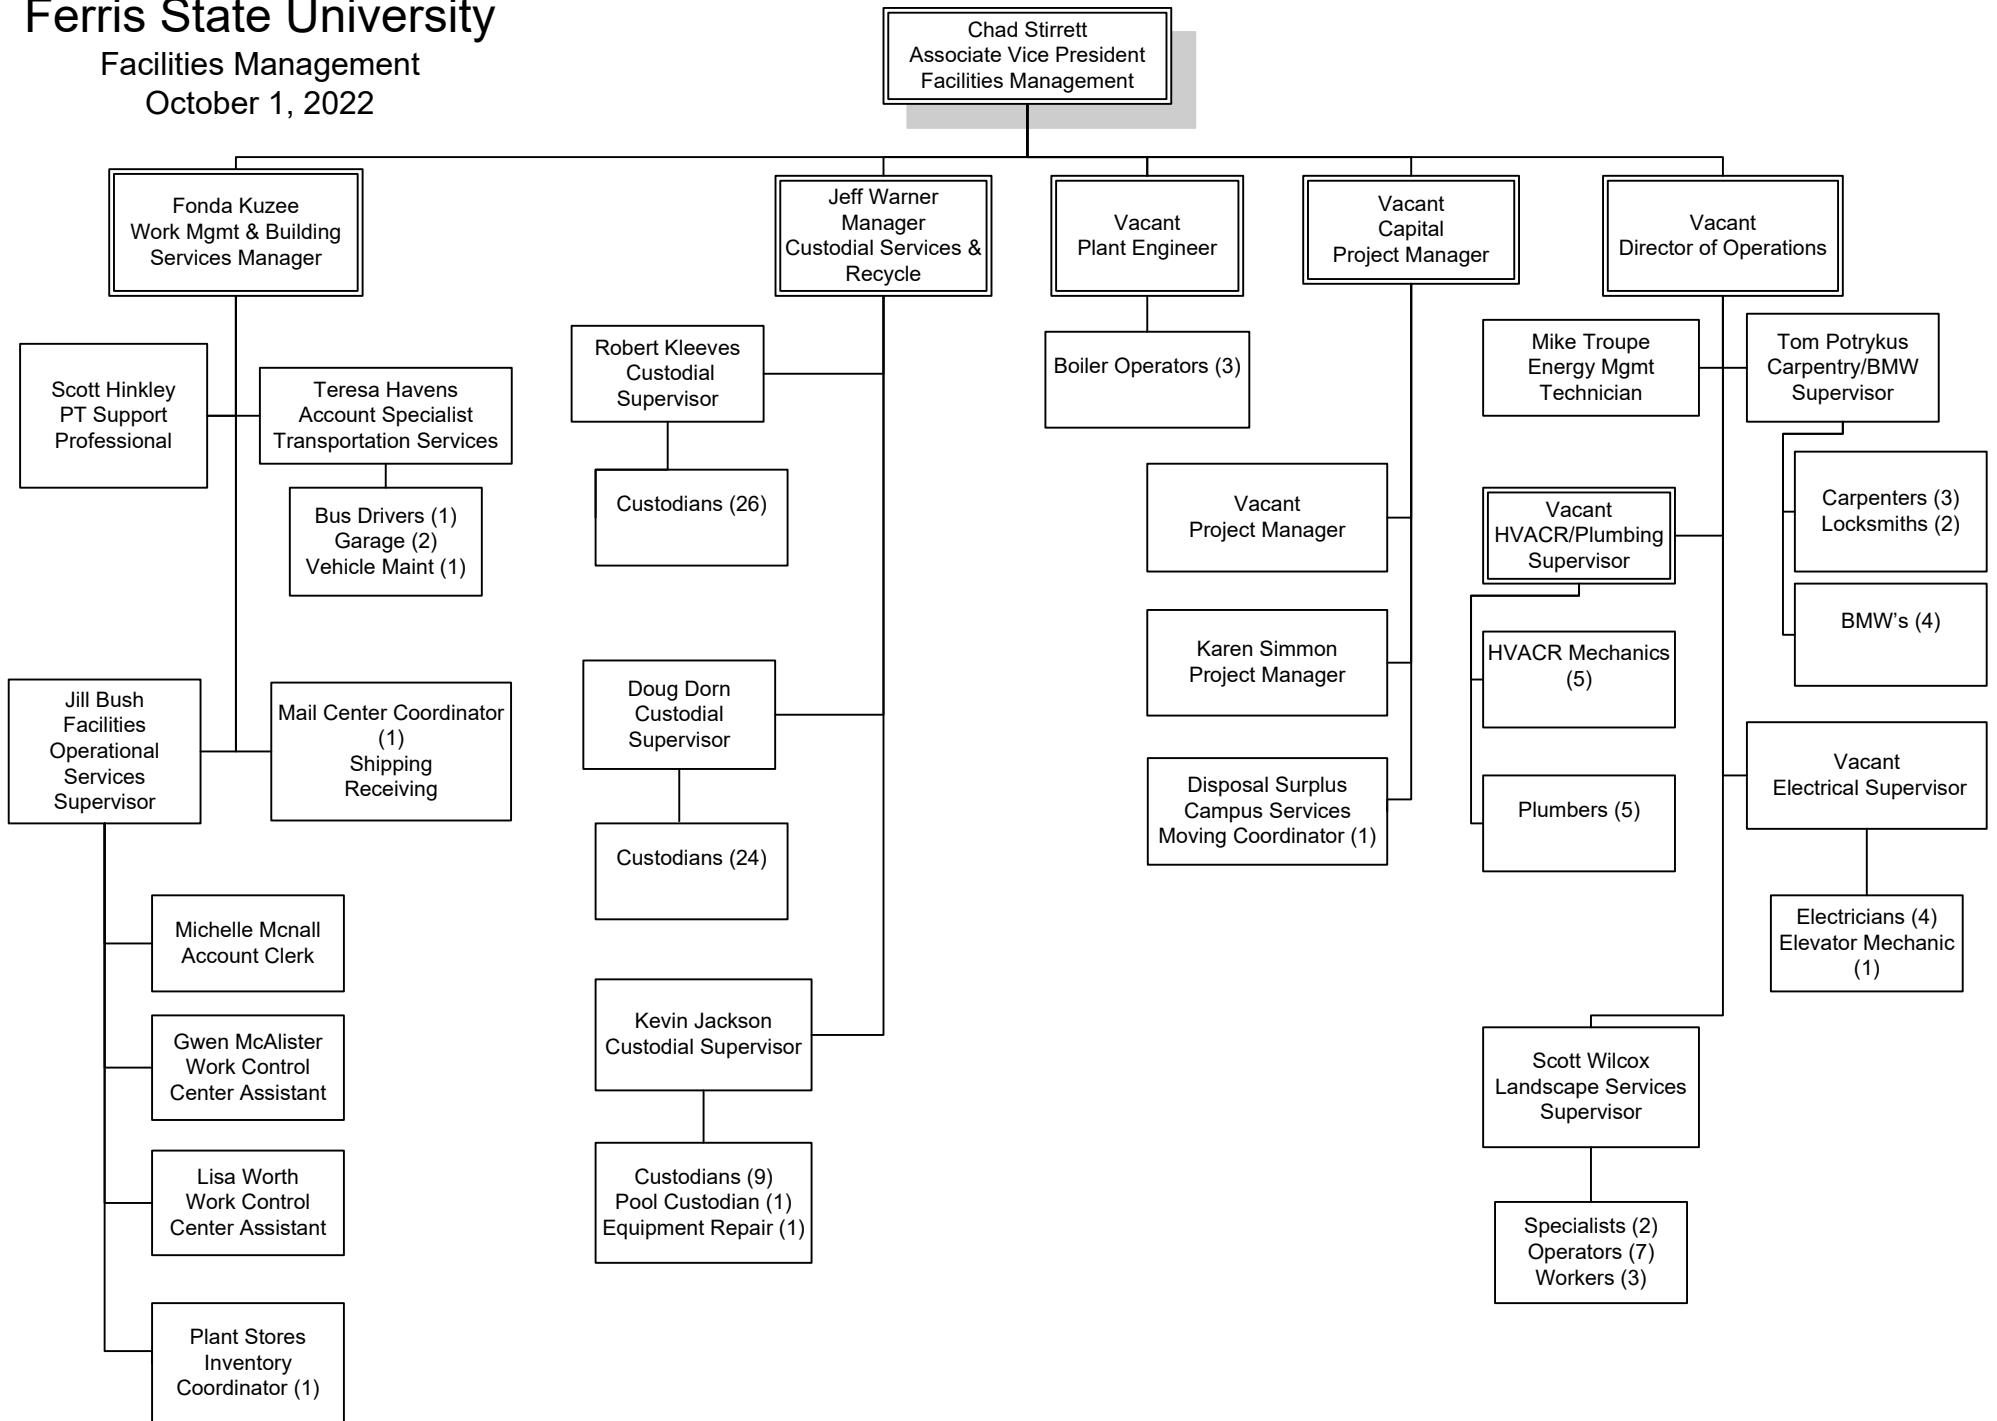 Ferris State University
Facilities Management
October 1, 2022
Chad Stirrett
Associate Vice President
Facilities Management
Fonda Kuzee
Work Mgmt & Building
Services Manager
Jeff Warner
Manager
Custodial Services &
Recycle
Vacant
Plant Engineer
Vacant
Capital
Project Manager
Vacant
Director of Operations
Scott Hinkley
PT Support
Professional
Teresa Havens
Account Specialist
Transportation Services
Bus Drivers (1)
Garage (2)
Vehicle Maint (1)
Jill Bush
Facilities
Operational
Services
Supervisor
Mail Center Coordinator
(1)
Shipping
Receiving
Michelle Mcnall
Account Clerk
Gwen McAlister
Work Control
Center Assistant
Lisa Worth
Work Control
Center Assistant
Plant Stores
Inventory
Coordinator (1)
Robert Kleeves
Custodial
Supervisor
Custodians (26)
Doug Dorn
Custodial
Supervisor
Custodians (24)
Kevin Jackson
Custodial Supervisor
Custodians (9)
Pool Custodian (1)
Equipment Repair (1)
Boiler Operators (3)
Vacant
Project Manager
Karen Simmon
Project Manager
Disposal Surplus
Campus Services
Moving Coordinator (1)
Mike Troupe
Energy Mgmt
Technician
Tom Potrykus
Carpentry/BMW
Supervisor
Carpenters (3)
Locksmiths (2)
BMW’s (4)
Vacant
HVACR/Plumbing
Supervisor
HVACR Mechanics
(5)
Plumbers (5)
Vacant
Electrical Supervisor
Electricians (4)
Elevator Mechanic
(1)
Scott Wilcox
Landscape Services
Supervisor
Specialists (2)
Operators (7)
Workers (3)